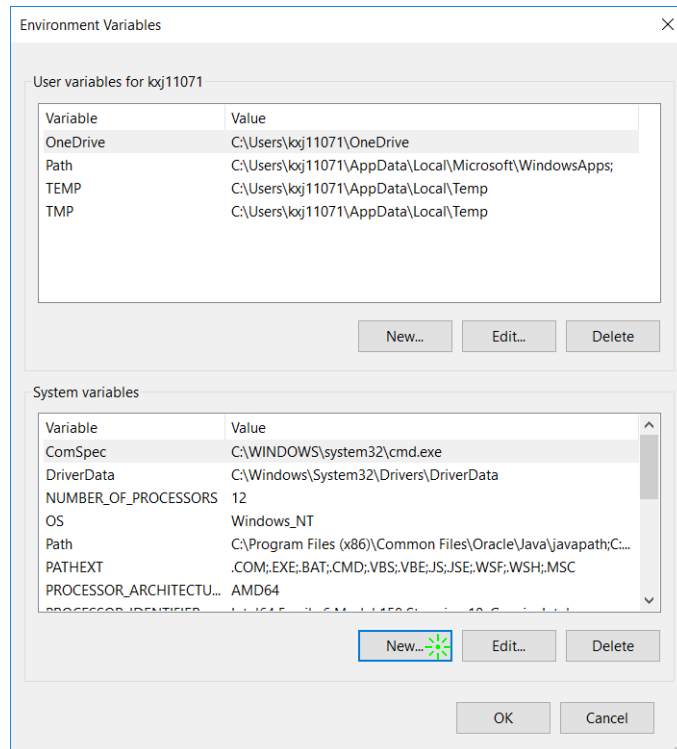 Environment Variables
User variables for kxj11071
Variable Value
OneDrive C:\Users\kxj11071\OneDrive
Path C:\Users\kxj11071\AppData\Local\Microsoft\WindowsApps;
TEMP C:\Users\kxj11071\AppData\Local\Temp
TMP C:\Users\kxj11071\AppData\Local\Temp
New... Edit... Delete
System variables
Variable Value
ComSpec C:\WINDOWS\system32\cmd.exe
DriverData C:\Windows\System32\Drivers\DriverData
NUMBER_OF_PROCESSORS 12
OS Windows_NT
Path C:\Program Files (x86)\Common Files\Oracle\Java\javapath;C:...
PATHEXT .COM;.EXE;.BAT;.CMD;.VBS;.VBE;.JS;.JSE;.WSF;.WSH;.MSC
PROCESSOR_ARCHITECTU... AMD64
New... Edit... Delete
OK Cancel